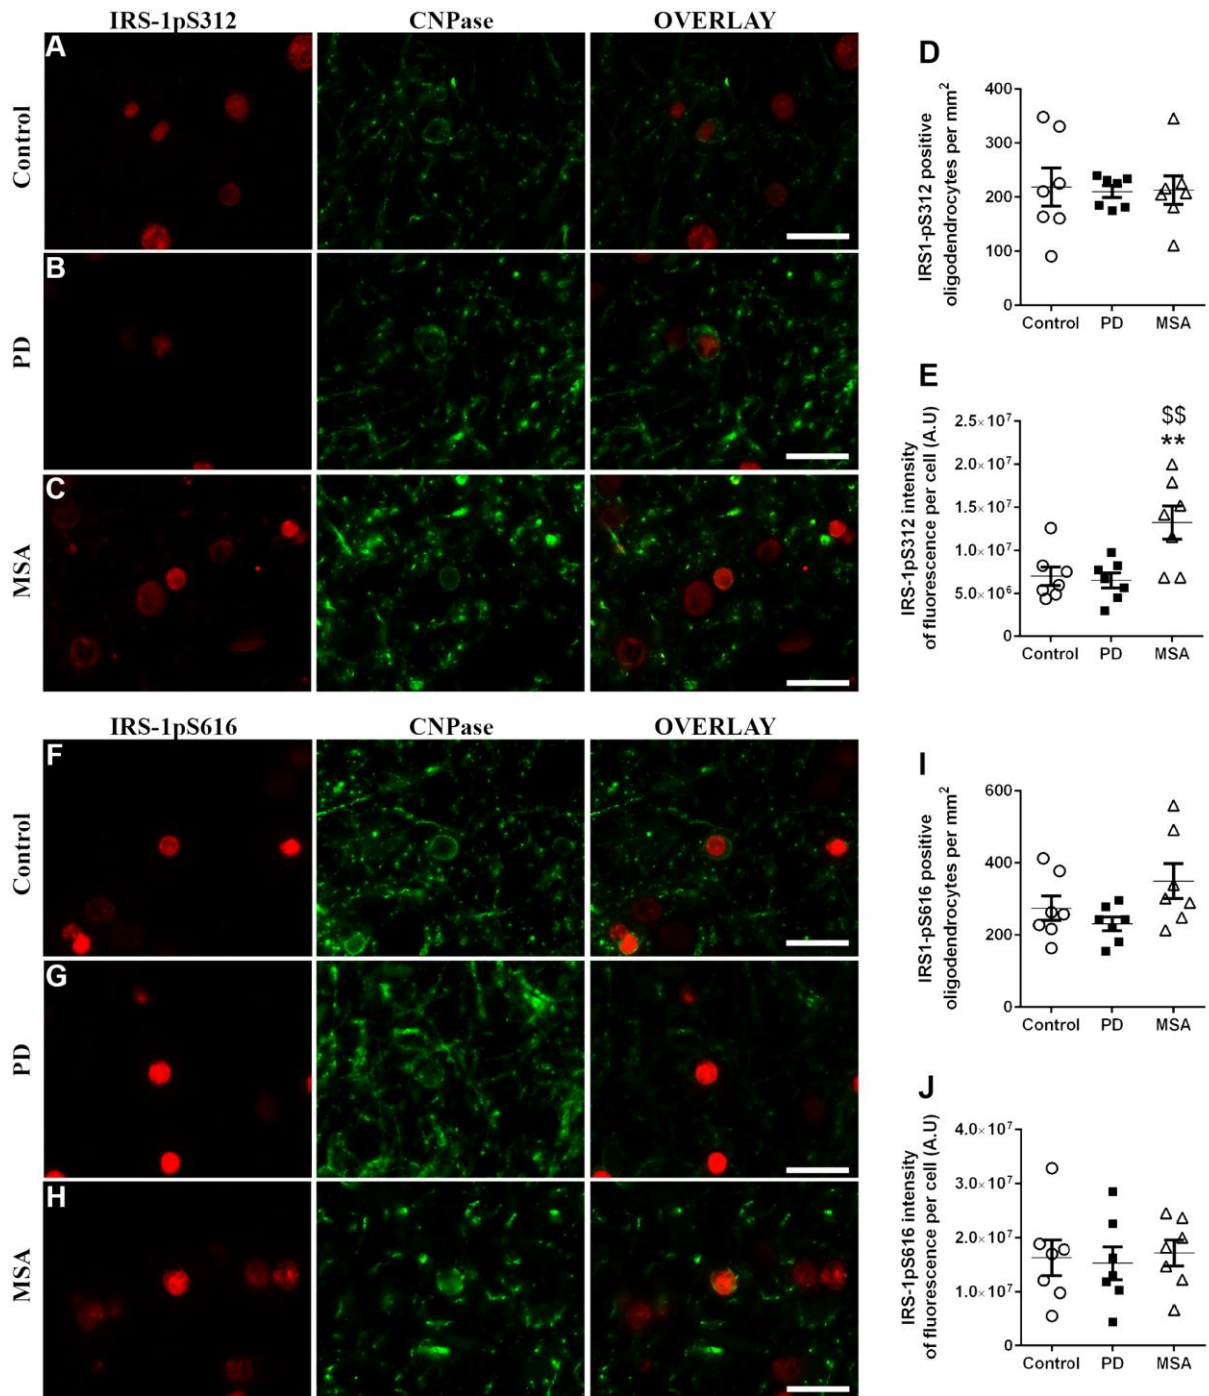 IRS-1pS312 CNPase OVERLAY
A
Control
B
PD
C
MSA
D
IRS1-pS312 positive
oligodendrocytes per mm²
400
300
200
100
0
Control PD MSA
E
IRS-1pS312 intensity
of fluorescence per cell (A.U)
2.5×10⁷
2.0×10⁷
1.5×10⁷
1.0×10⁷
5.0×10⁶
0
$$
**
Control PD MSA
IRS-1pS616 CNPase OVERLAY
F
Control
G
PD
H
MSA
I
IRS1-pS616 positive
oligodendrocytes per mm²
600
400
200
0
Control PD MSA
J
IRS-1pS616 intensity
of fluorescence per cell (A.U)
4.0×10⁷
3.0×10⁷
2.0×10⁷
1.0×10⁷
0
Control PD MSA